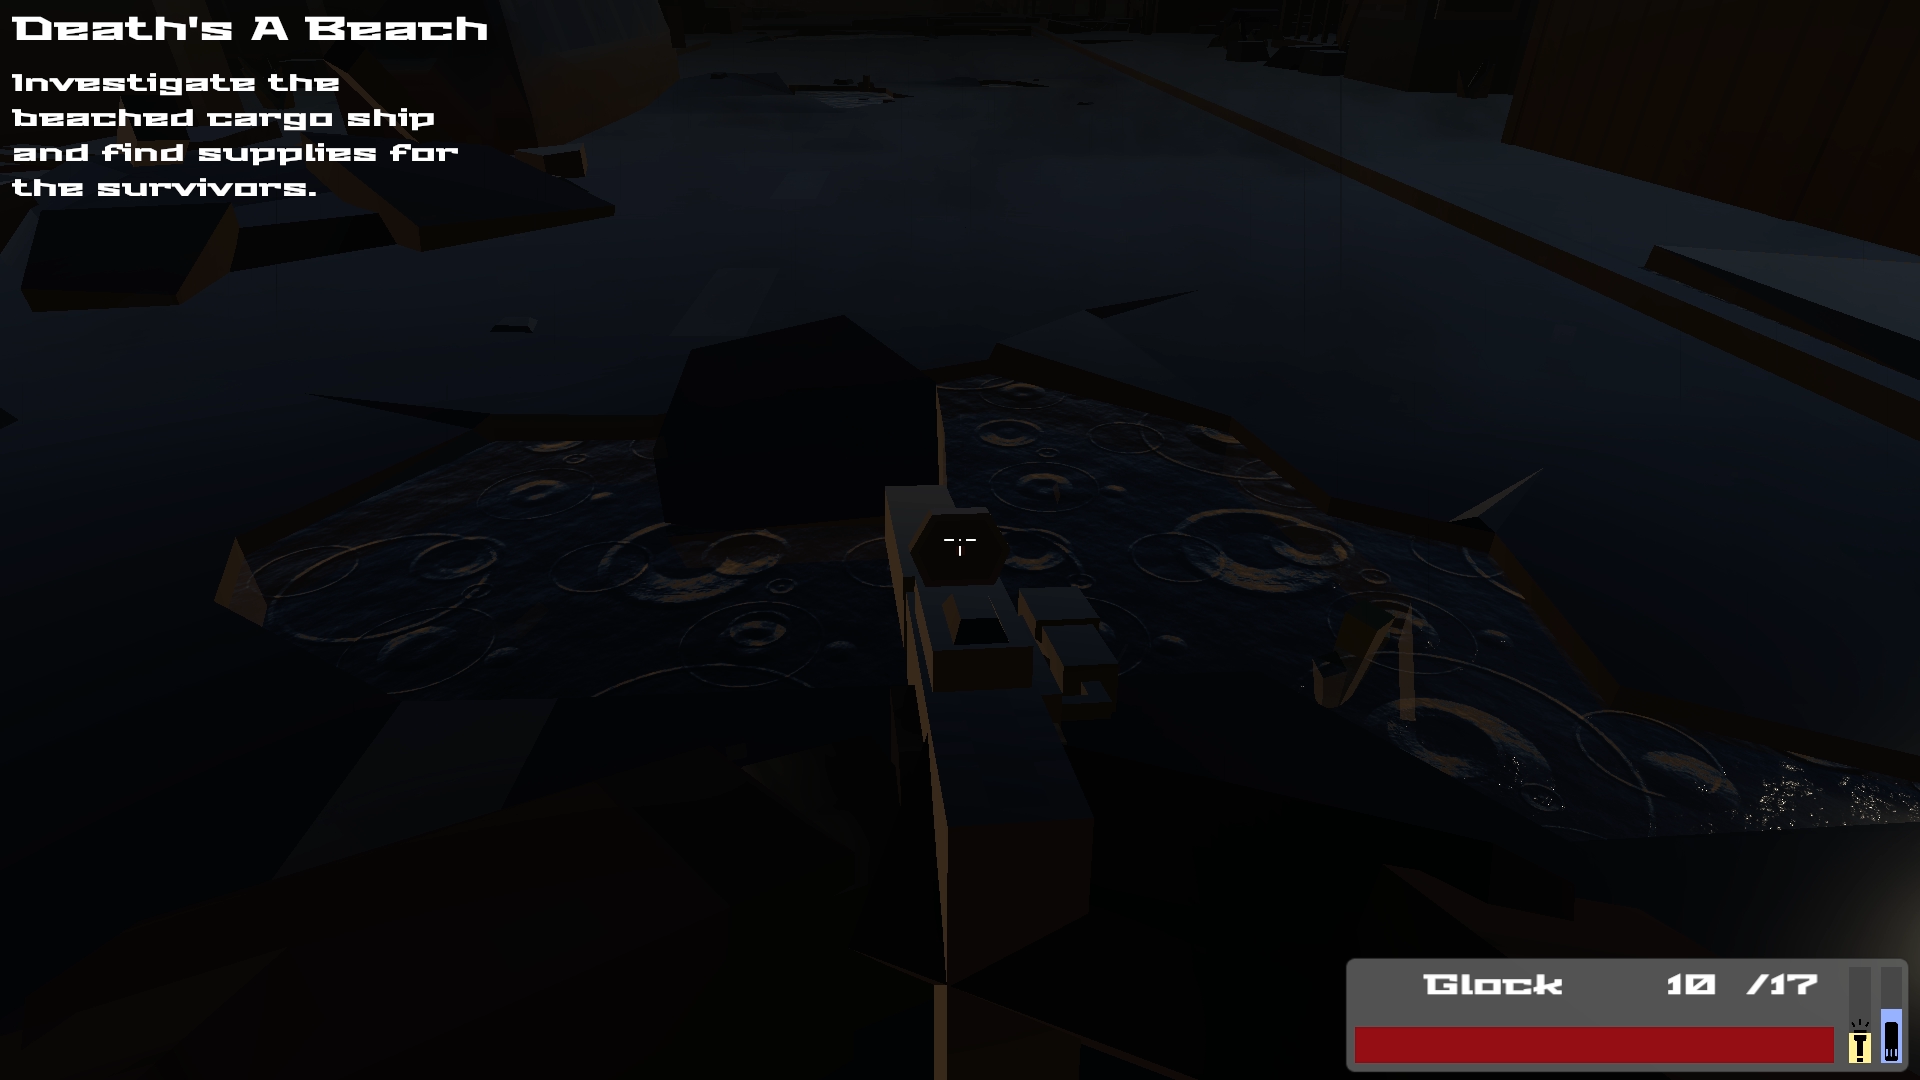 Death's A Beach
Investigate the
beached cargo ship
and find supplies for
the survivors.
Glock 10 /17